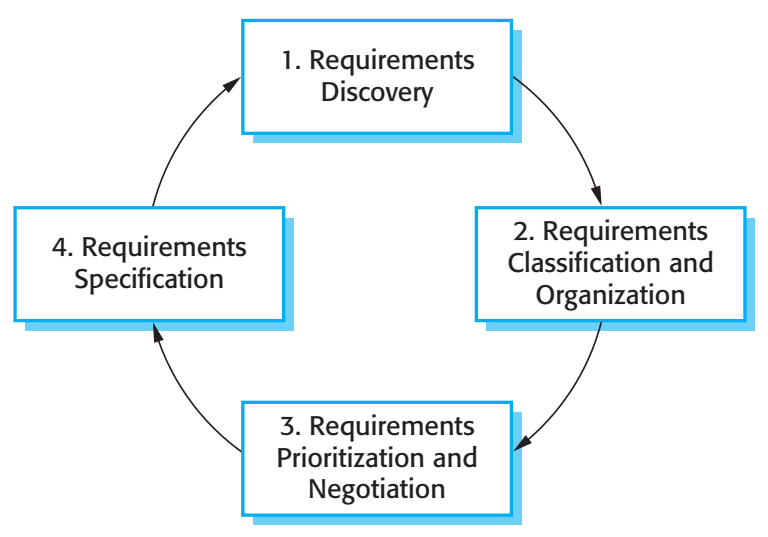 1. Requirements
Discovery
2. Requirements
Classification and
Organization
3. Requirements
Prioritization and
Negotiation
4. Requirements
Specification